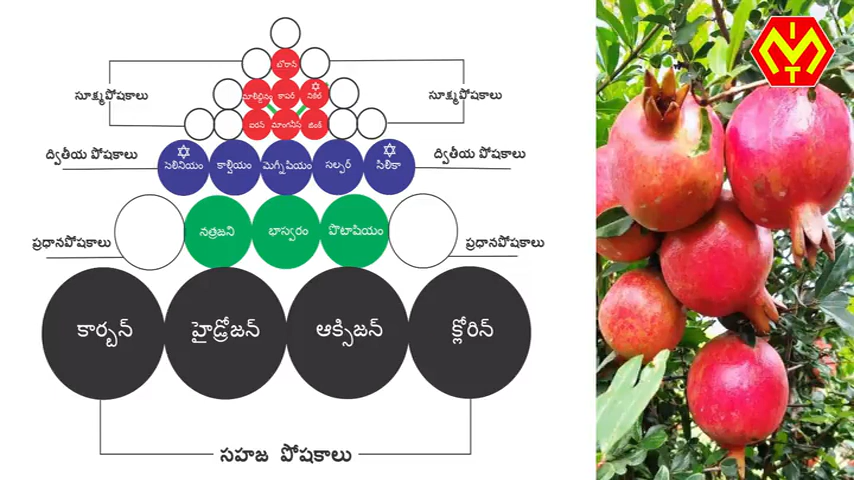 బోరాన్
సూక్ష్మపోషకాలు
మాలిబ్డినం కాపర్ నికెల్
సూక్ష్మపోషకాలు
ఐరన్ మాంగనీస్ జింక్
ద్వితీయ పోషకాలు
సెలీనియం కాల్షియం మెగ్నీషియం సల్ఫర్ సిలికా
ద్వితీయ పోషకాలు
ప్రధానపోషకాలు
నత్రజని భాస్వరం పొటాషియం
ప్రధానపోషకాలు
కార్బన్ హైడ్రోజన్ ఆక్సిజన్ క్లోరిన్
సహజ పోషకాలు
I
M
T